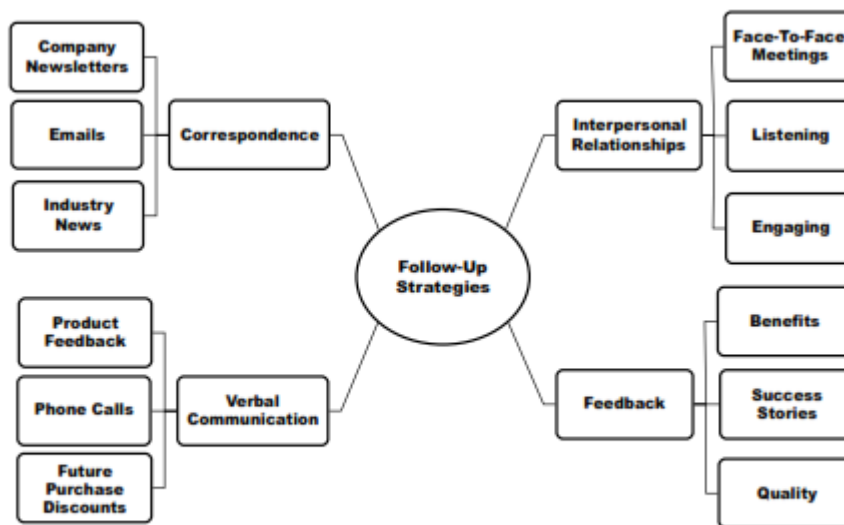 Company
Newsletters
Emails
Industry
News
Correspondence
Interpersonal
Relationships
Face-To-Face
Meetings
Listening
Engaging
Follow-Up
Strategies
Product
Feedback
Phone Calls
Future
Purchase
Discounts
Verbal
Communication
Feedback
Benefits
Success
Stories
Quality